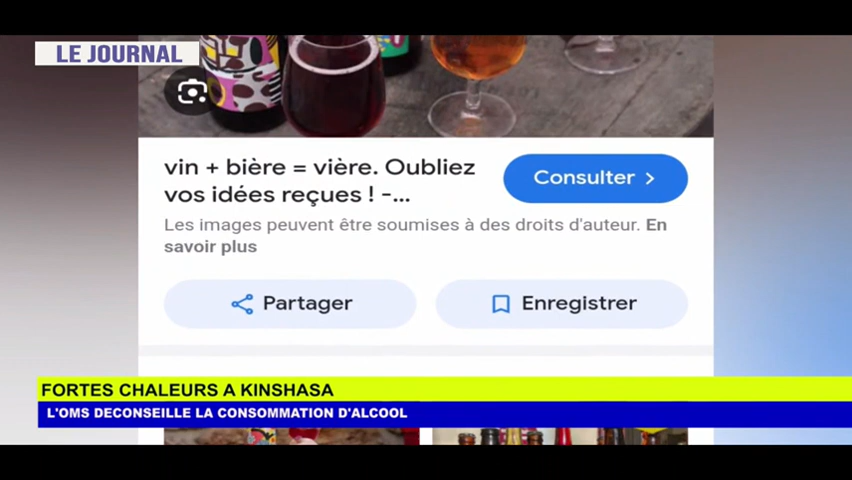 LE JOURNAL
vin + bière = vière. Oubliez
vos idées reçues ! -...
Consulter
Les images peuvent être soumises à des droits d'auteur. En
savoir plus
Partager
Enregistrer
FORTES CHALEURS A KINSHASA
L'OMS DECONSEILLE LA CONSOMMATION D'ALCOOL